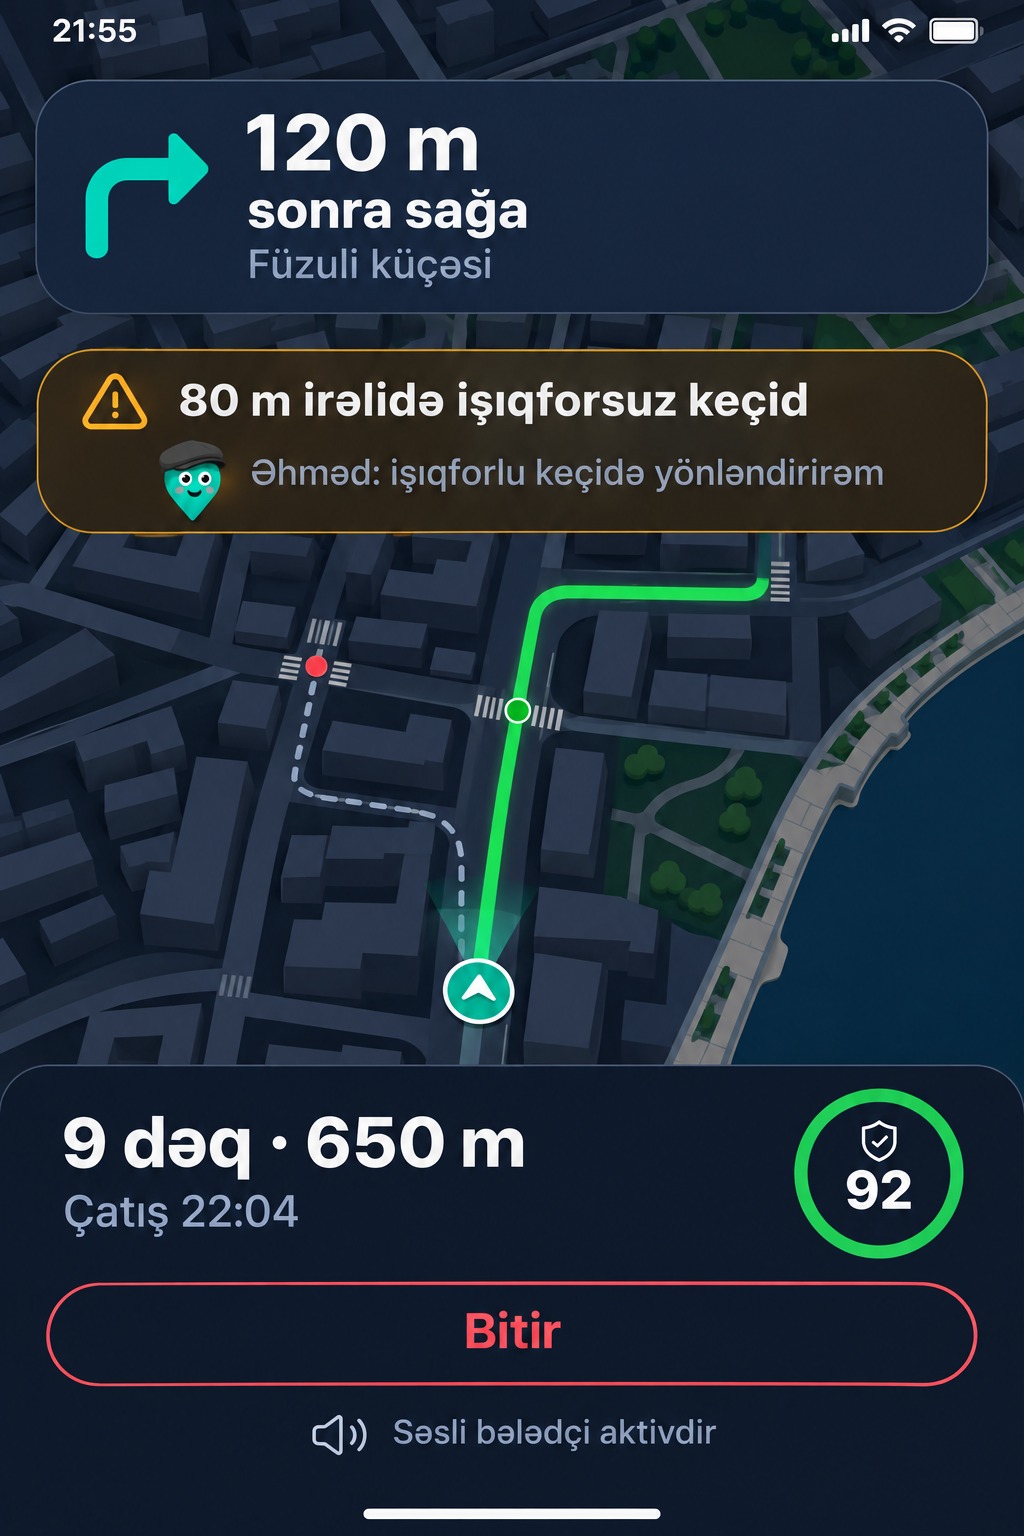 21:55
120 m
sonra sağa
Füzuli küçəsi
80 m irəlidə işıqforsuz keçid
Əhməd: işıqforlu keçidə yönləndirirəm
9 dəq · 650 m
Çatış 22:04
92
Bitir
Səsli bələdçi aktivdir